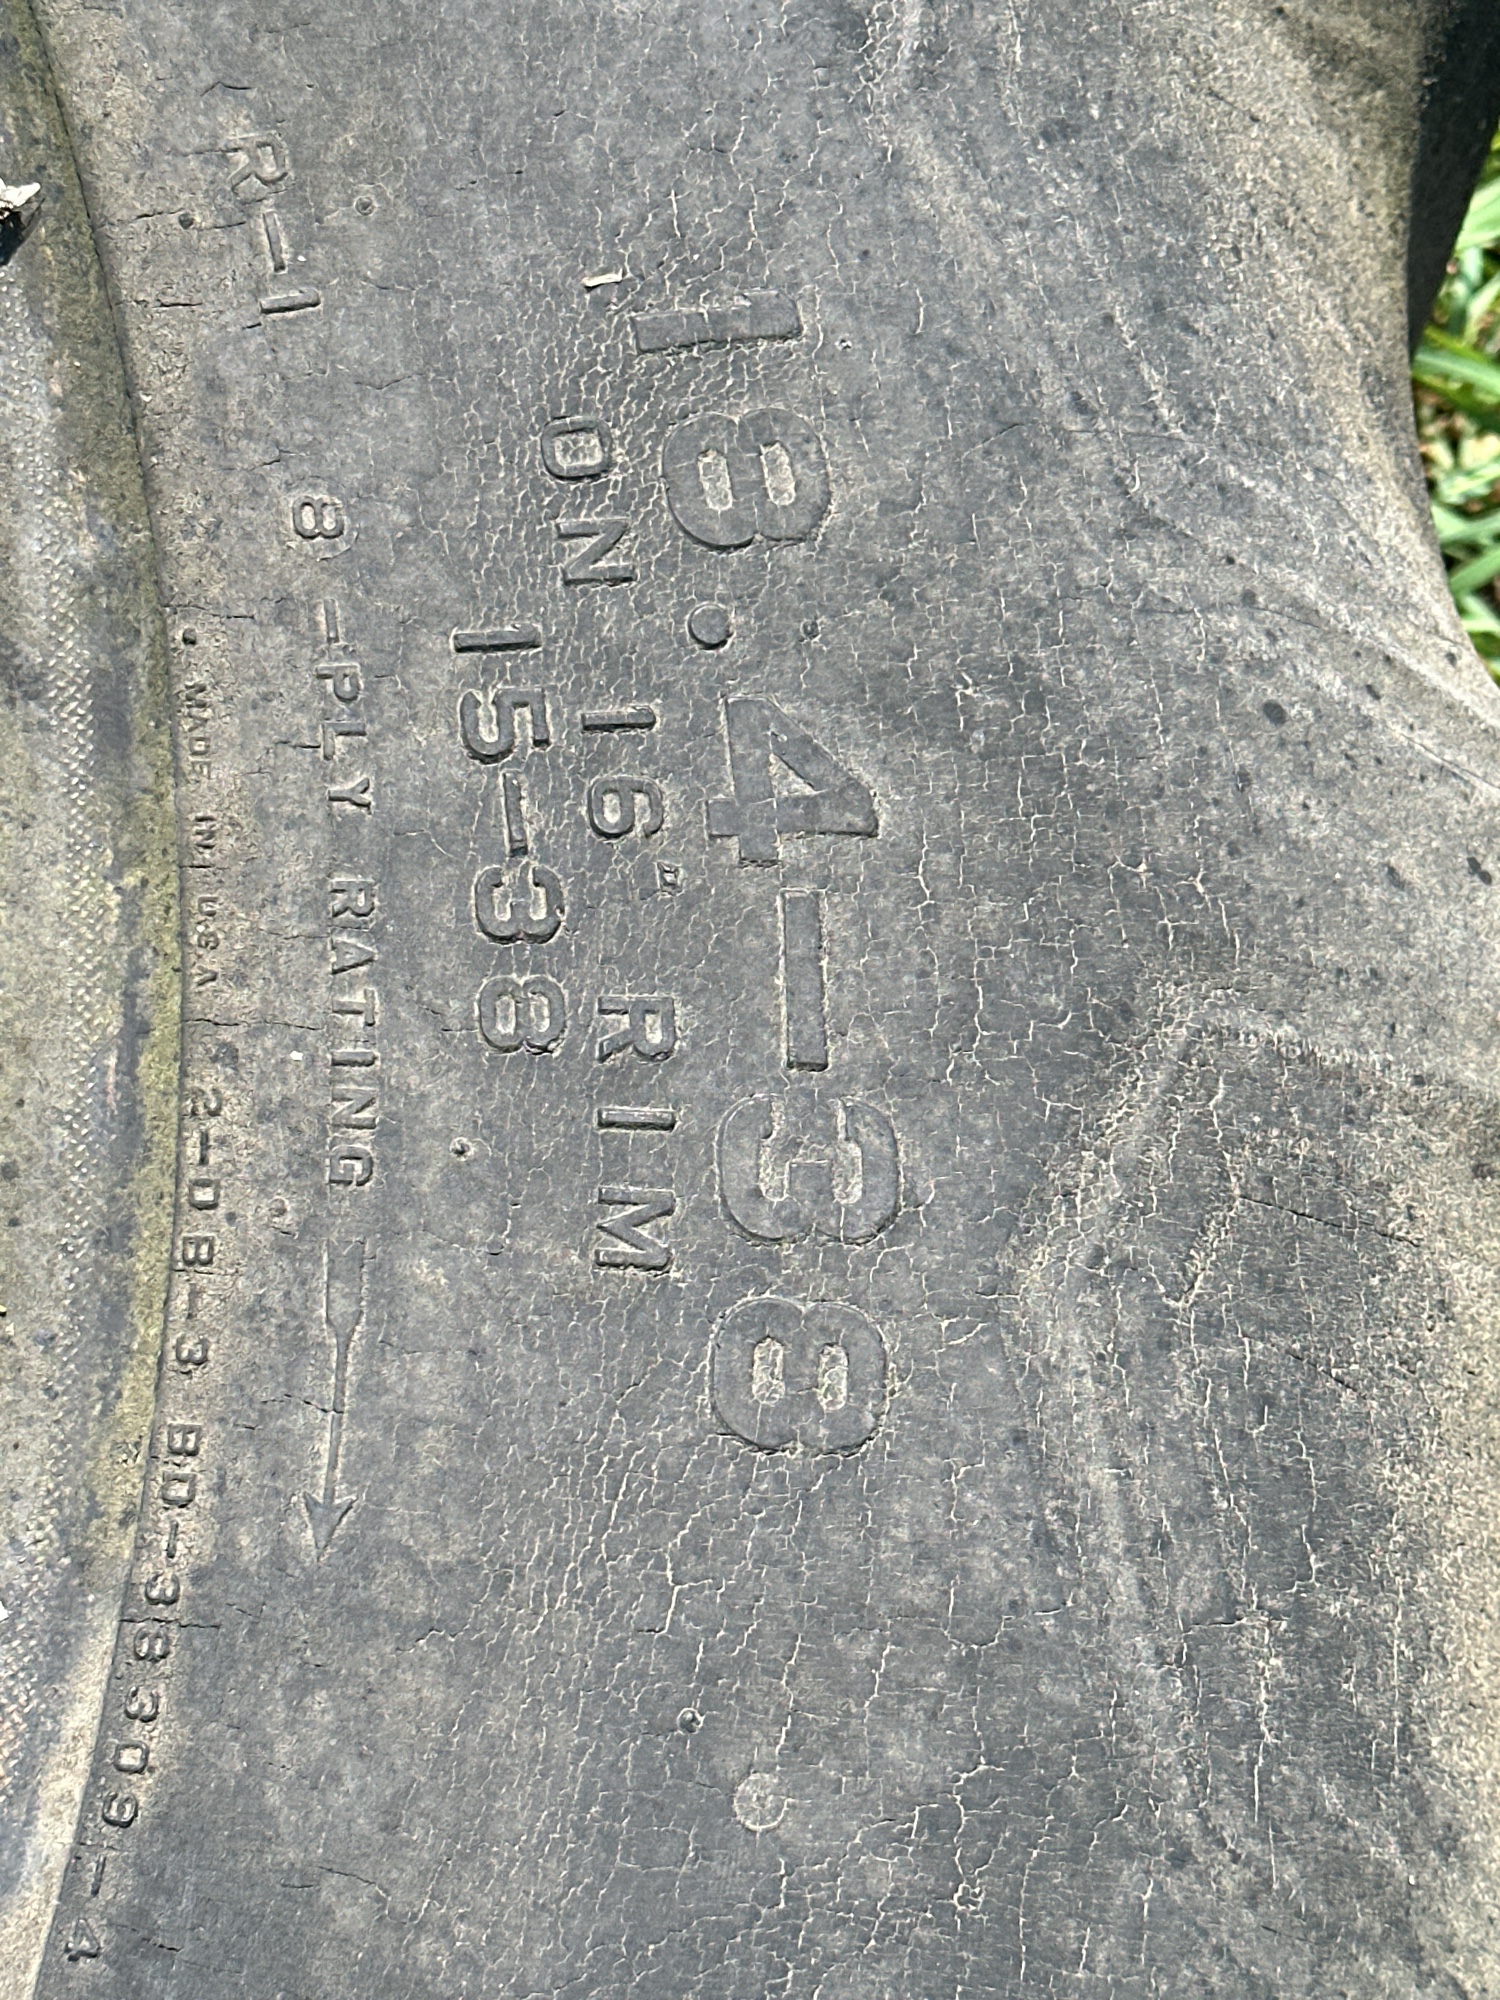 18.4-38
ON 16" RIM
15-38
R-1 8-PLY RATING
MADE IN U.S.A. 2-DB-3 BD-38309-4